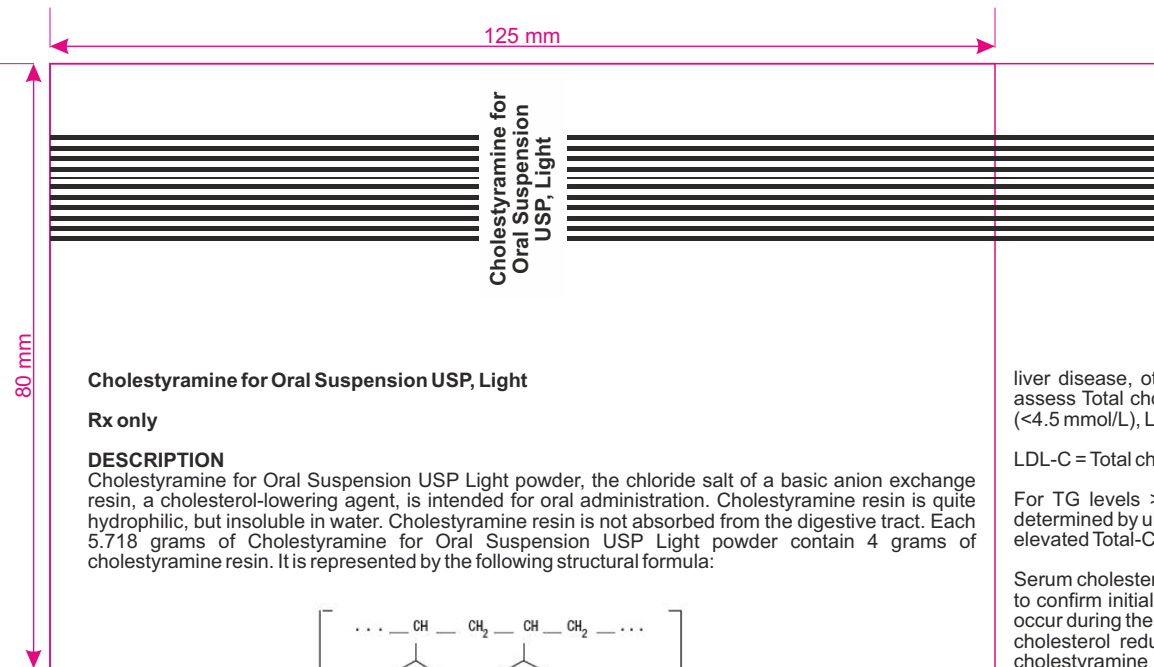 125 mm
80 mm
Cholestyramine for
Oral Suspension
USP, Light
Cholestyramine for Oral Suspension USP, Light
Rx only
DESCRIPTION
Cholestyramine for Oral Suspension USP Light powder, the chloride salt of a basic anion exchange
resin, a cholesterol-lowering agent, is intended for oral administration. Cholestyramine resin is quite
hydrophilic, but insoluble in water. Cholestyramine resin is not absorbed from the digestive tract. Each
5.718 grams of Cholestyramine for Oral Suspension USP Light powder contain 4 grams of
cholestyramine resin. It is represented by the following structural formula:
... __ CH __ CH₂ __ CH __ CH₂ __ ...
liver disease, of
assess Total cho
(<4.5 mmol/L), L
LDL-C = Total ch
For TG levels >
determined by u
elevated Total-C
Serum cholester
to confirm initial
occur during the
cholesterol redu
cholestyramine